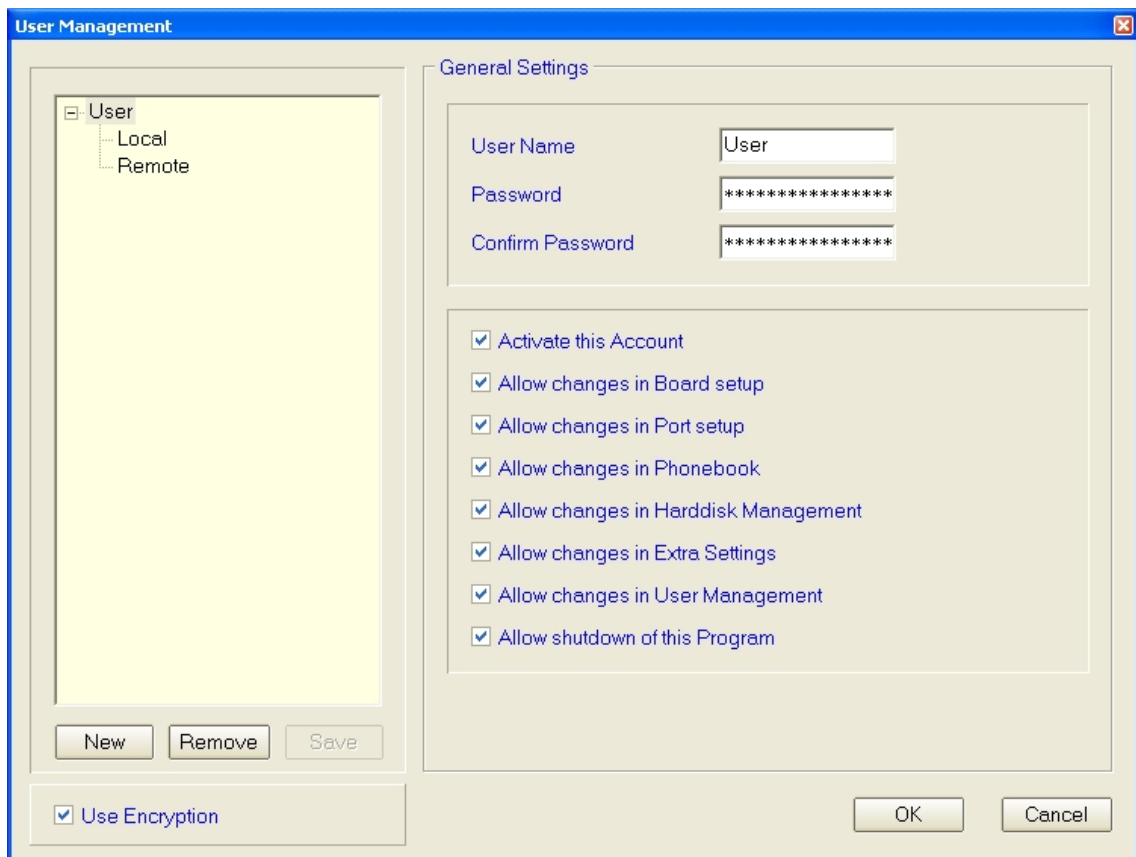 User Management
User
Local
Remote
New
Remove
Save
Use Encryption
General Settings
User Name
User
Password
****************
Confirm Password
****************
Activate this Account
Allow changes in Board setup
Allow changes in Port setup
Allow changes in Phonebook
Allow changes in Harddisk Management
Allow changes in Extra Settings
Allow changes in User Management
Allow shutdown of this Program
OK
Cancel